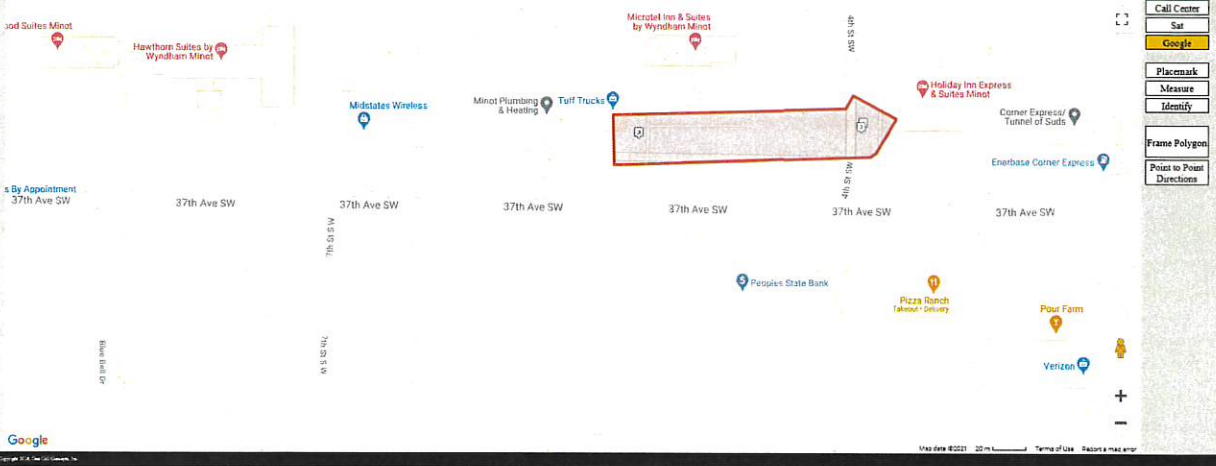 Call Center
Sat
Google
Placemark
Measure
Identify
Frame Polygon
Point to Point
Directions
Suites Minot
Hawthorn Suites by
Wyndham Minot
Microtel Inn & Suites
by Wyndham Minot
4th St SW
Midstates Wireless
Minot Plumbing
& Heating
Tuff Trucks
Holiday Inn Express
& Suites Minot
Corner Express/
Tunnel of Suds
Enerbase Corner Express
s By Appointment
37th Ave SW
37th Ave SW
37th Ave SW
37th Ave SW
37th Ave SW
37th Ave SW
37th Ave SW
4th St SW
7th St S W
Peoples State Bank
Pizza Ranch
Takeout • Delivery
Pour Farm
Blue Bell Dr
7th St S W
Verizon
Google
Map data ©2021
20 m
Terms of Use
Report a map error